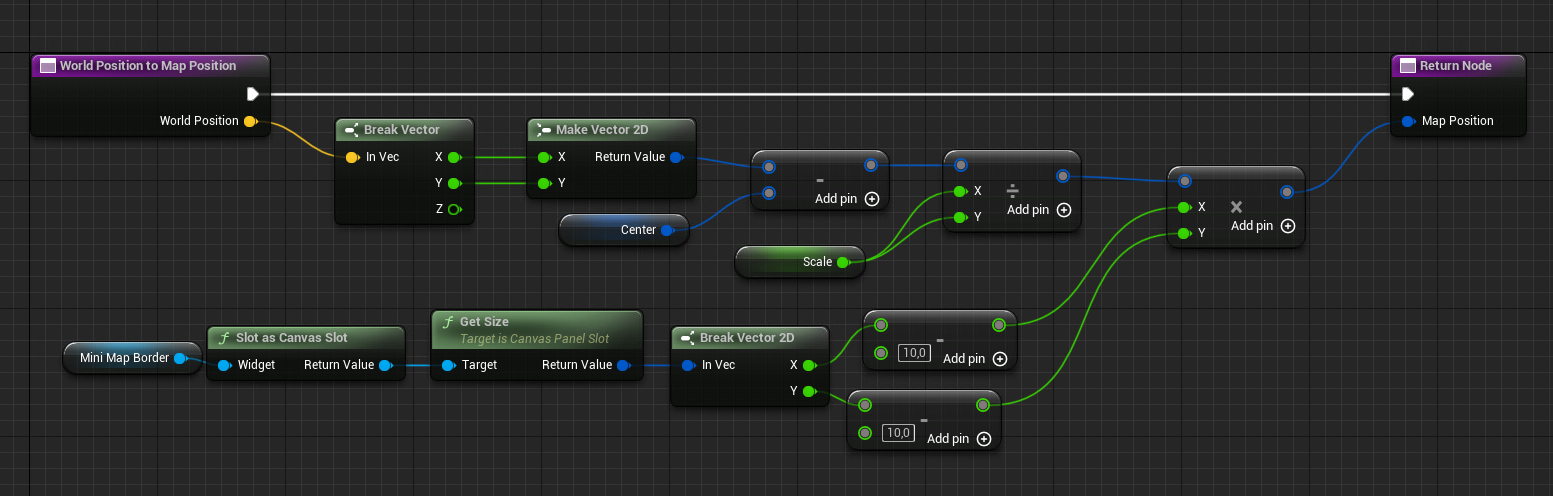 World Position to Map Position
World Position
Break Vector
In Vec
X
Y
Z
Make Vector 2D
X
Return Value
Y
Center
-
Add pin
Scale
X
÷
Y
Add pin
X
×
Y
Add pin
Return Node
Map Position
Mini Map Border
f Slot as Canvas Slot
Widget
Return Value
f Get Size
Target is Canvas Panel Slot
Target
Return Value
Break Vector 2D
In Vec
X
Y
-
10,0
Add pin
-
10,0
Add pin